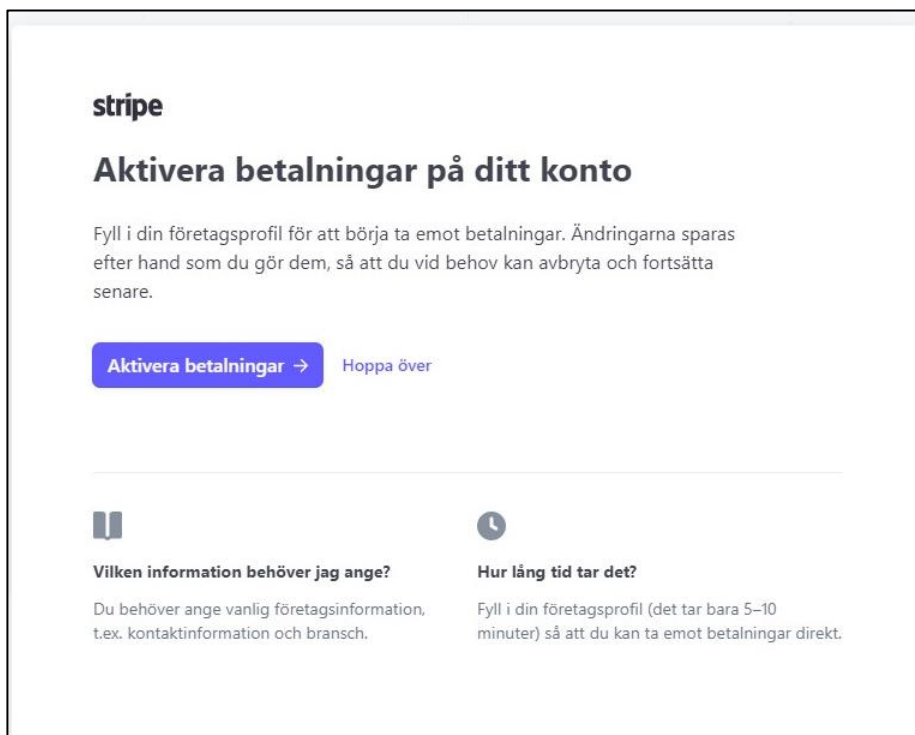 stripe
Aktivera betalningar på ditt konto
Fyll i din företagsprofil för att börja ta emot betalningar. Ändringarna sparas
efter hand som du gör dem, så att du vid behov kan avbryta och fortsätta
senare.
Aktivera betalningar →
Hoppa över
Vilken information behöver jag ange?
Du behöver ange vanlig företagsinformation,
t.ex. kontaktinformation och bransch.
Hur lång tid tar det?
Fyll i din företagsprofil (det tar bara 5–10
minuter) så att du kan ta emot betalningar direkt.